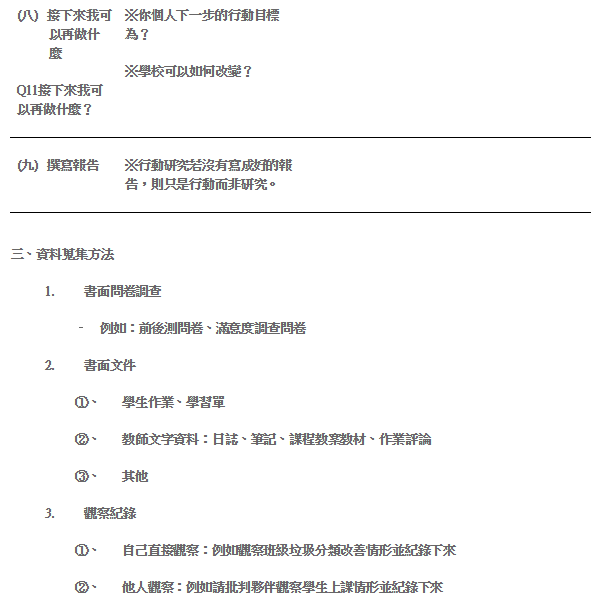 (八) 接下來我可以再做什麼
Q11接下來我可以再做什麼？
※你個人下一步的行動目標為？
※學校可以如何改變？
(九) 撰寫報告
※行動研究若沒有寫成好的報告，則只是行動而非研究。
三、資料蒐集方法
1. 書面問卷調查
- 例如：前後測問卷、滿意度調查問卷
2. 書面文件
①、 學生作業、學習單
②、 教師文字資料：日誌、筆記、課程教案教材、作業評論
③、 其他
3. 觀察紀錄
①、 自己直接觀察：例如觀察班級垃圾分類改善情形並紀錄下來
②、 他人觀察：例如請批判夥伴觀察學生上課情形並紀錄下來